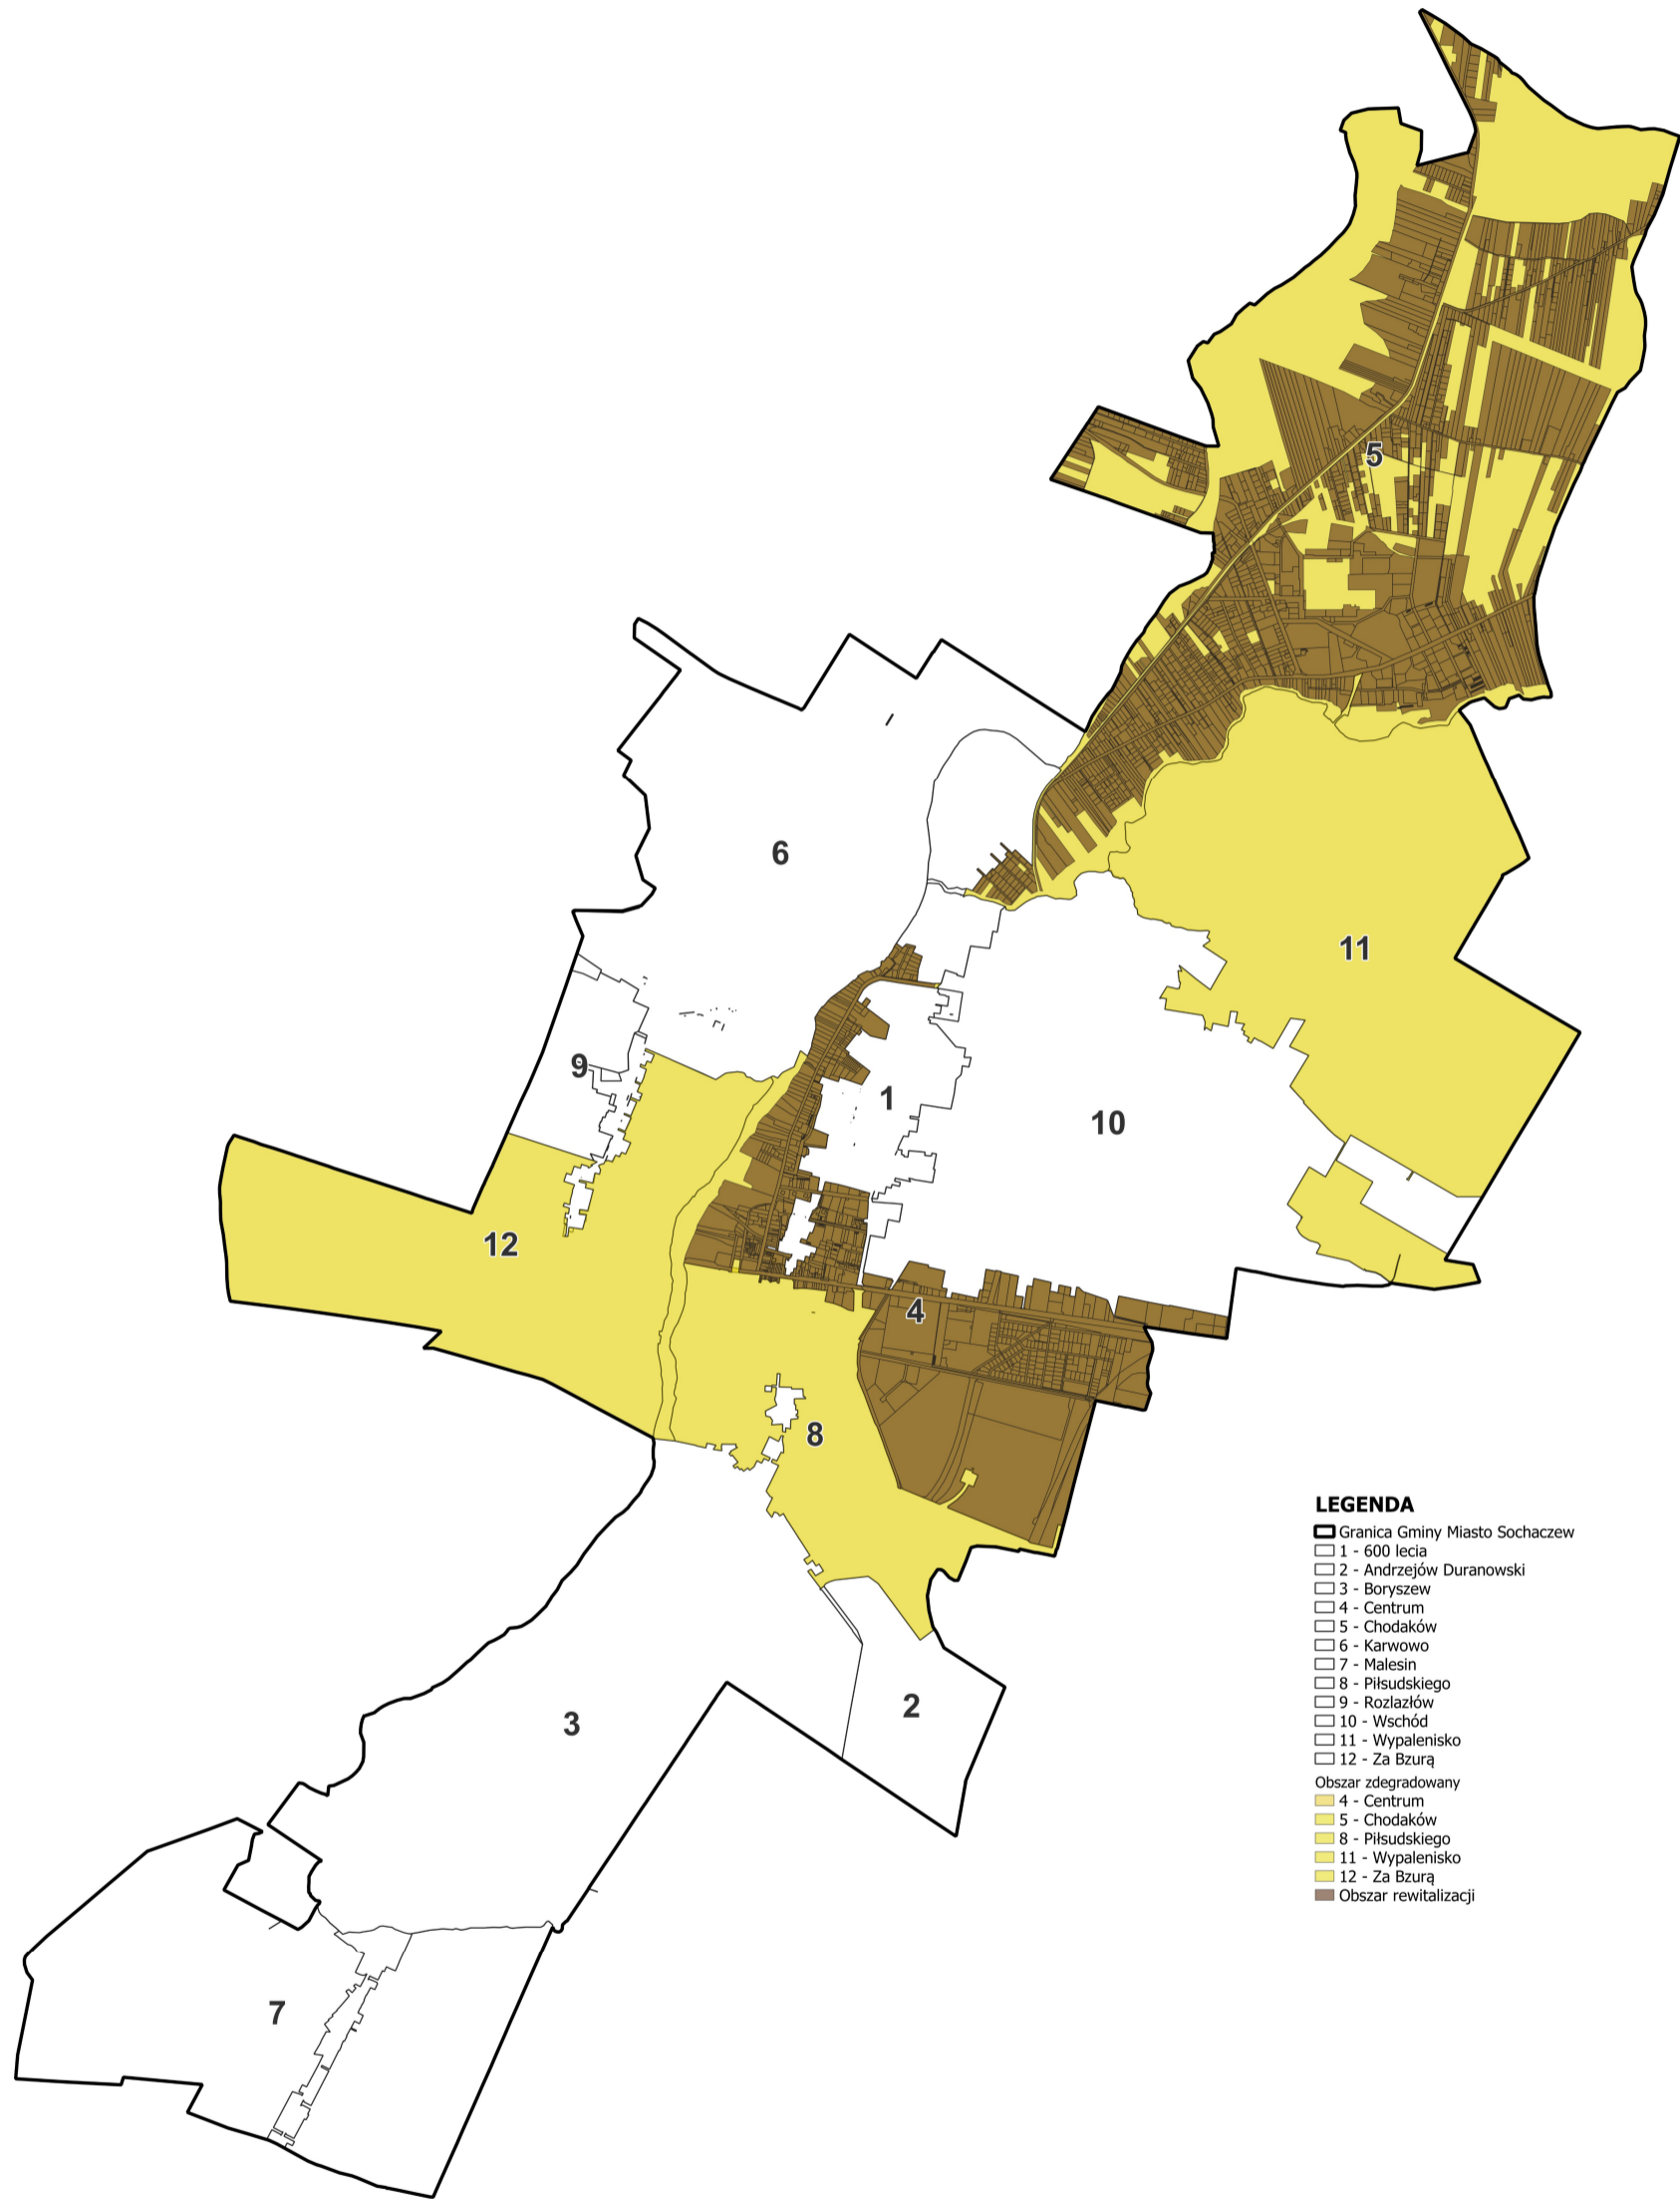 5
6
11
9
1
10
12
4
8
2
3
7
LEGENDA
Granica Gminy Miasto Sochaczew
1 - 600 lecia
2 - Andrzejów Duranowski
3 - Boryszew
4 - Centrum
5 - Chodaków
6 - Karwowo
7 - Malesin
8 - Piłsudskiego
9 - Rozlazłów
10 - Wschód
11 - Wypalenisko
12 - Za Bzurą
Obszar zdegradowany
4 - Centrum
5 - Chodaków
8 - Piłsudskiego
11 - Wypalenisko
12 - Za Bzurą
Obszar rewitalizacji